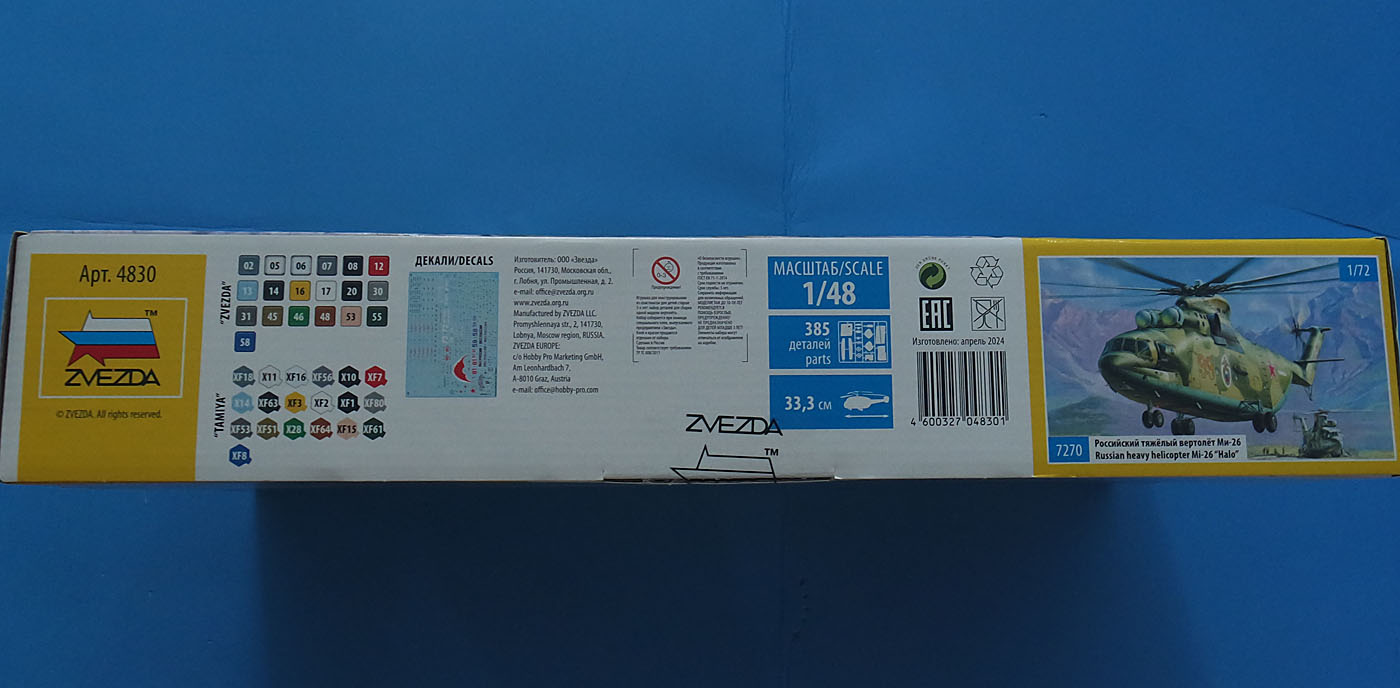 Арт. 4830
TM
ZVEZDA
© ZVEZDA. All rights reserved.
"ZVEZDA"
02 05 06 07 08 12
13 14 16 17 20 30
31 45 46 48 53 55
58
"TAMIYA"
XF18 X11 XF16 XF56 X10 XF7
X14 XF63 XF3 XF2 XF1 XF80
XF53 XF51 X28 XF64 XF15 XF61
XF8
ДЕКАЛИ/DECALS
Изготовитель: ООО «Звезда»
Россия, 141730, Московская обл.,
г. Лобня, ул. Промышленная, д. 2.
e-mail: office@zvezda.org.ru
www.zvezda.org.ru
Manufactured by ZVEZDA LLC.
Promyshlennaya str., 2, 141730,
Lobnya, Moscow region, RUSSIA.
ZVEZDA EUROPE:
c/o Hobby Pro Marketing GmbH,
Am Leonhardbach 7,
A-8010 Graz, Austria
e-mail: office@hobby-pro.com
0-3
ZVEZDA
TM
МАСШТАБ/SCALE
1/48
385
деталей
parts
33,3 см
EAC
Изготовлено: апрель 2024
4 600327 048301
1/72
7270
Российский тяжёлый вертолёт Ми-26
Russian heavy helicopter Mi-26 "Halo"